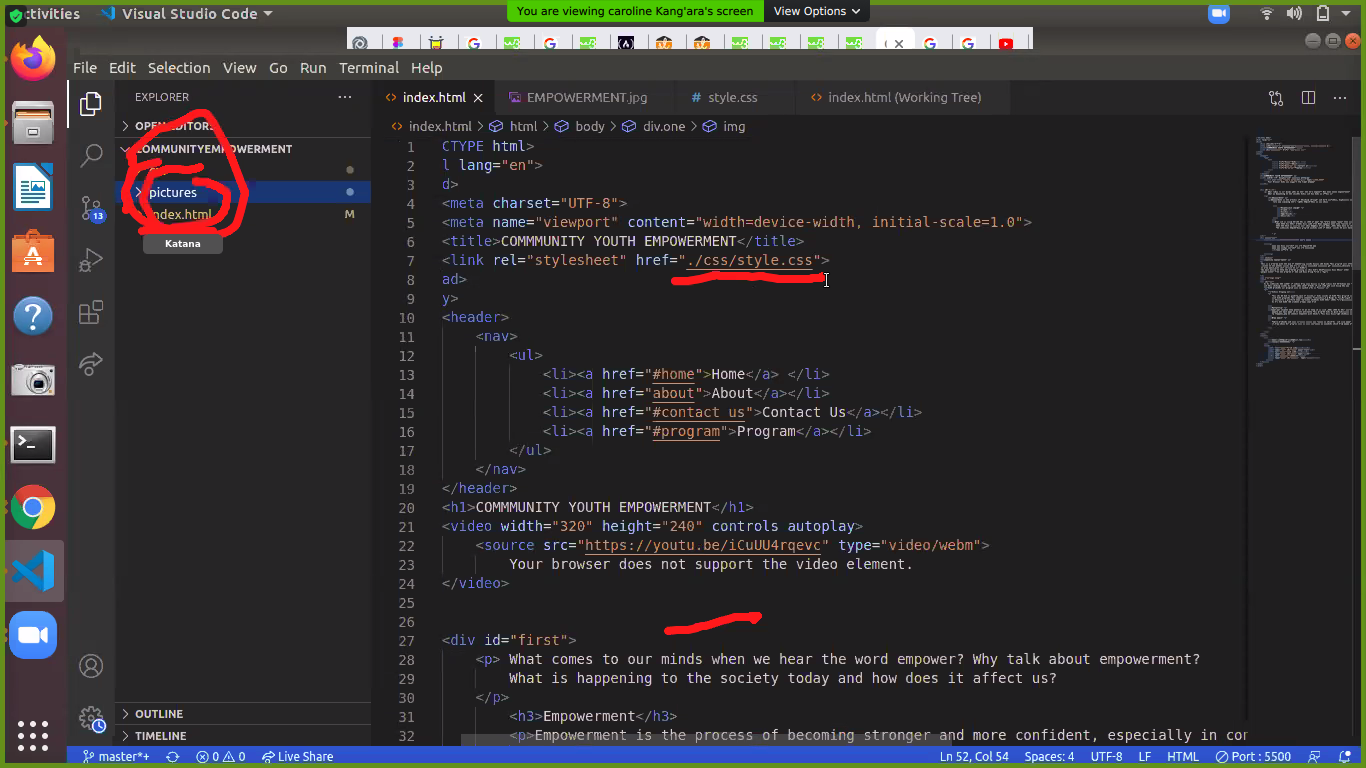 Activities
Visual Studio Code
You are viewing caroline Kang'ara's screen
View Options
File Edit Selection View Go Run Terminal Help
EXPLORER
index.html
EMPOWERMENT.jpg
style.css
index.html (Working Tree)
OPEN EDITORS
index.html > html > body > div.one > img
COMMUNITYEMPOWERMENT
pictures
index.html M
Katana
13
1 CTYPE html>
2 l lang="en">
3 d>
4 <meta charset="UTF-8">
5 <meta name="viewport" content="width=device-width, initial-scale=1.0">
6 <title>COMMMUNITY YOUTH EMPOWERMENT</title>
7 <link rel="stylesheet" href="./css/style.css">
8 ad>
9 y>
10 <header>
11 <nav>
12 <ul>
13 <li><a href="#home">Home</a> </li>
14 <li><a href="about">About</a></li>
15 <li><a href="#contact us">Contact Us</a></li>
16 <li><a href="#program">Program</a></li>
17 </ul>
18 </nav>
19 </header>
20 <h1>COMMMUNITY YOUTH EMPOWERMENT</h1>
21 <video width="320" height="240" controls autoplay>
22 <source src="https://youtu.be/iCuUU4rqevc" type="video/webm">
23 Your browser does not support the video element.
24 </video>
25
26
27 <div id="first">
28 <p> What comes to our minds when we hear the word empower? Why talk about empowerment?
29 What is happening to the society today and how does it affect us?
30 </p>
31 <h3>Empowerment</h3>
32 <p>Empowerment is the process of becoming stronger and more confident, especially in con
OUTLINE
TIMELINE
master*+
0 0
Live Share
Ln 52, Col 54
Spaces: 4
UTF-8
LF
HTML
Port : 5500